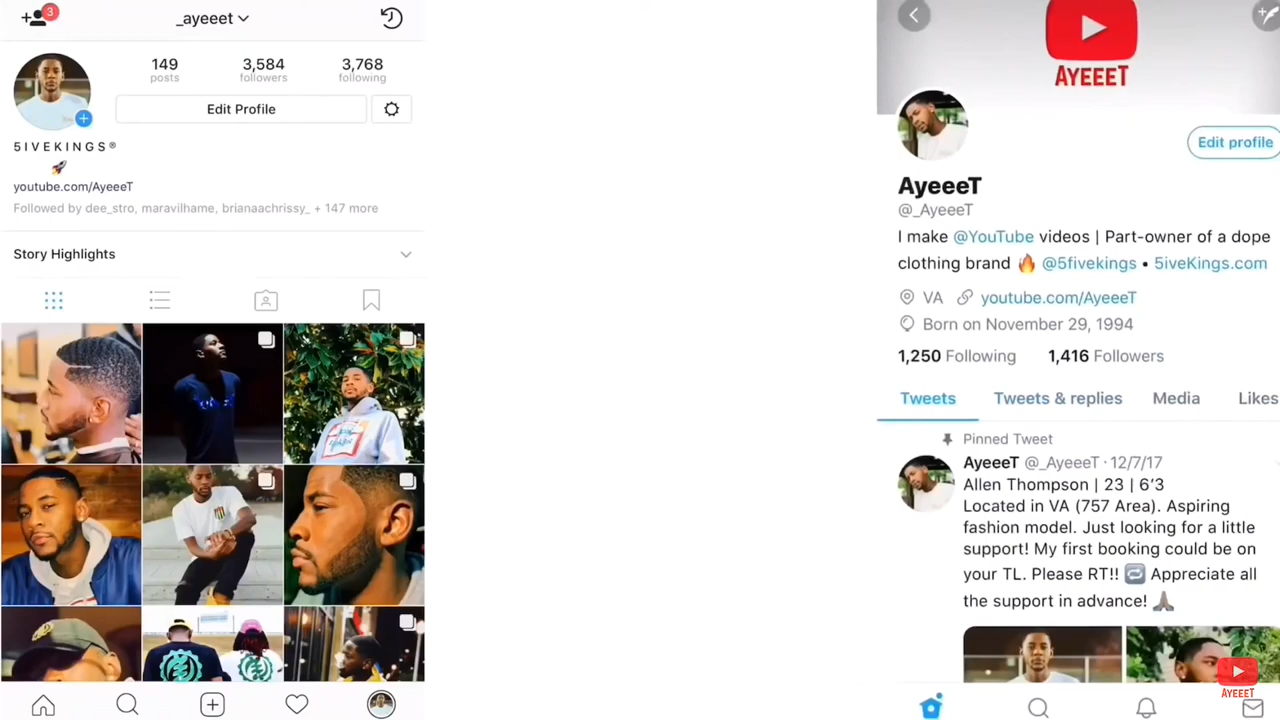 3
_ayeeet
149
posts
3,584
followers
3,768
following
Edit Profile
5 I V E K I N G S ®
youtube.com/AyeeeT
Followed by dee_stro, maravilhame, brianaachrissy_ + 147 more
Story Highlights
AYEEET
Edit profile
AyeeeT
@_AyeeeT
I make @YouTube videos | Part-owner of a dope
clothing brand 🔥 @5fivekings • 5iveKings.com
VA youtube.com/AyeeeT
Born on November 29, 1994
1,250 Following 1,416 Followers
Tweets Tweets & replies Media Likes
Pinned Tweet
AyeeeT @_AyeeeT · 12/7/17
Allen Thompson | 23 | 6'3
Located in VA (757 Area). Aspiring
fashion model. Just looking for a little
support! My first booking could be on
your TL. Please RT!! 🔁 Appreciate all
the support in advance! 🙏🏽
AYEEET